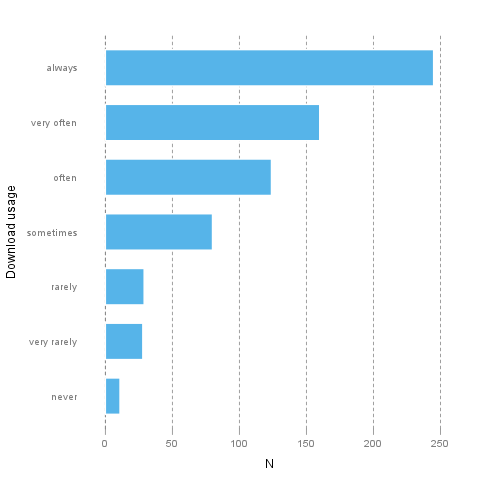 always
very often
often
sometimes
rarely
very rarely
never
Download usage
0 50 100 150 200 250
N